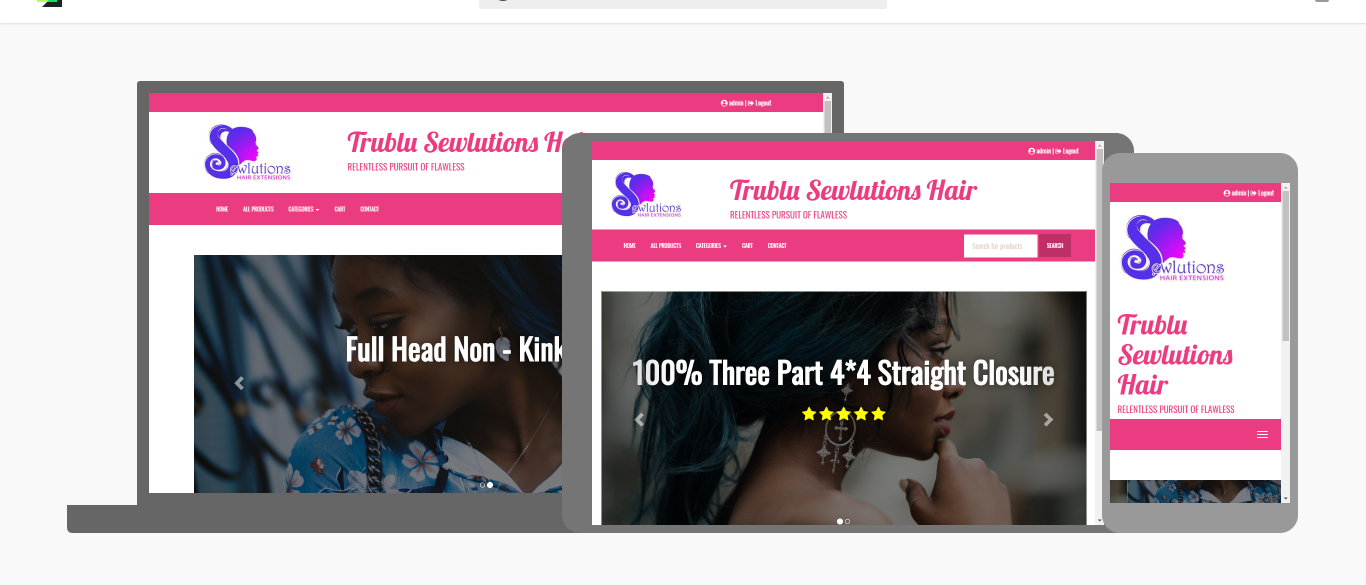 admin | Logout
Sewlutions
HAIR EXTENSIONS
Trublu Sewlutions Ha
RELENTLESS PURSUIT OF FLAWLESS
HOME ALL PRODUCTS CATEGORIES CART CONTACT
Full Head Non - Kink
admin | Logout
Sewlutions
HAIR EXTENSIONS
Trublu Sewlutions Hair
RELENTLESS PURSUIT OF FLAWLESS
HOME ALL PRODUCTS CATEGORIES CART CONTACT Search for products SEARCH
100% Three Part 4*4 Straight Closure
admin | Logout
Sewlutions
HAIR EXTENSIONS
Trublu
Sewlutions
Hair
RELENTLESS PURSUIT OF FLAWLESS